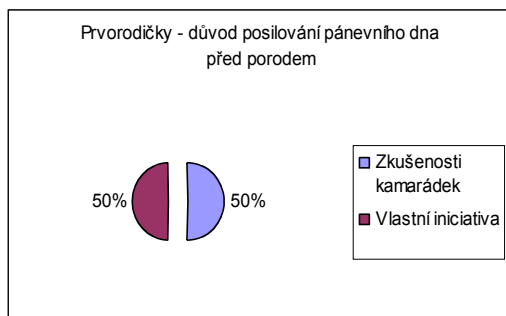 Prvorodičky - důvod posilování pánevního dna
před porodem
50%
50%
Zkušenosti
kamarádek
Vlastní iniciativa